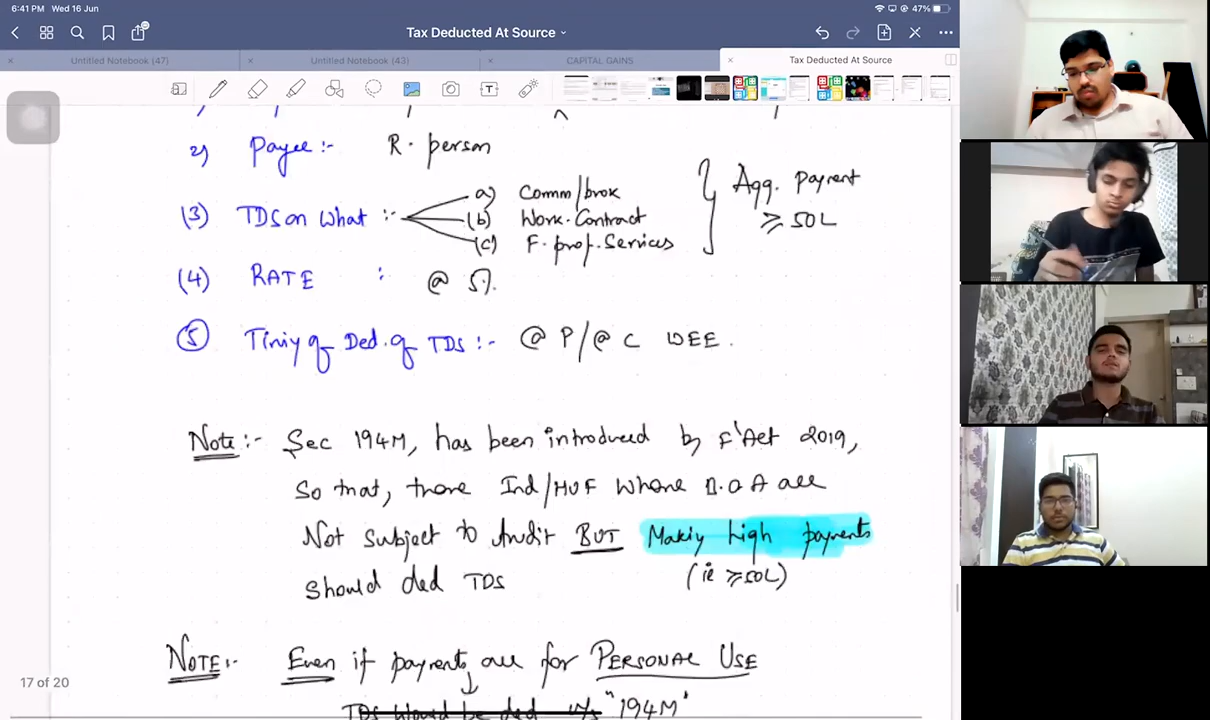 6:41 PM Wed 16 Jun
47%
Tax Deducted At Source
Untitled Notebook (47)
Untitled Notebook (43)
CAPITAL GAINS
Tax Deducted At Source
2) Payee :- R. person
(3) TDS on What :- a) Comm/brok
(b) Work. Contract
(c) F. prof. Services
Agg. Payment
≥ 50L
(4) RATE : @ 5%.
5 Timing of Ded. of TDS :- @ P/@ C WEE.
Note :- Sec 194M, has been introduced by F'Act 2019,
So that, those Ind/HUF whose B.O.A are
Not subject to Audit BUT Making high payments
(ie ≥50L)
should ded TDS
NOTE:- Even if payments are for PERSONAL USE
TDS would be ded u/s "194M"
17 of 20